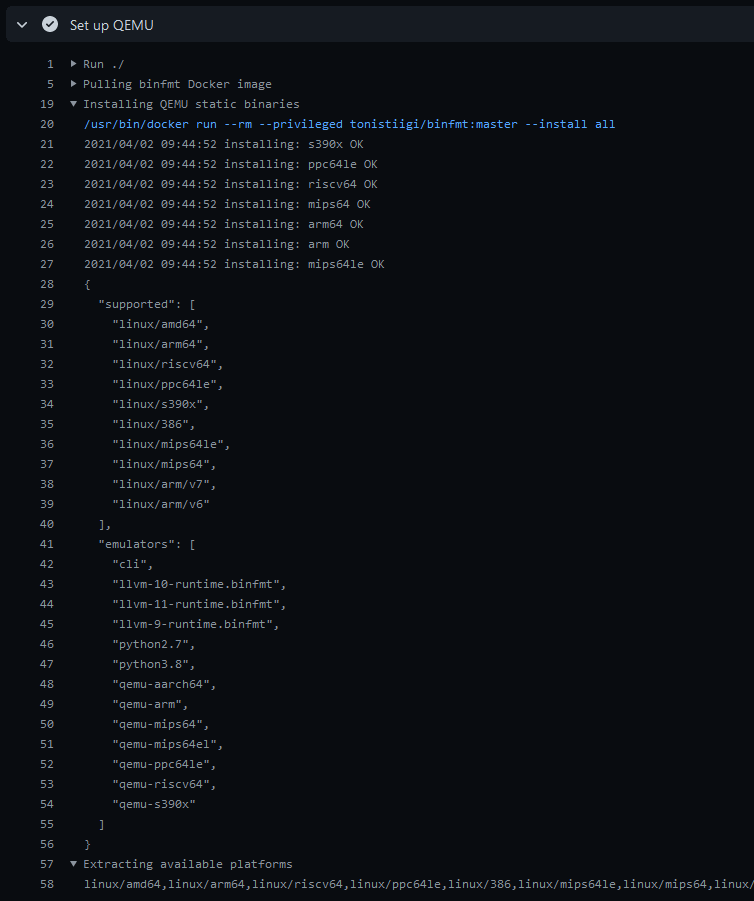 Set up QEMU
1 Run ./
5 Pulling binfmt Docker image
19 Installing QEMU static binaries
20 /usr/bin/docker run --rm --privileged tonistiigi/binfmt:master --install all
21 2021/04/02 09:44:52 installing: s390x OK
22 2021/04/02 09:44:52 installing: ppc64le OK
23 2021/04/02 09:44:52 installing: riscv64 OK
24 2021/04/02 09:44:52 installing: mips64 OK
25 2021/04/02 09:44:52 installing: arm64 OK
26 2021/04/02 09:44:52 installing: arm OK
27 2021/04/02 09:44:52 installing: mips64le OK
28 {
29 "supported": [
30 "linux/amd64",
31 "linux/arm64",
32 "linux/riscv64",
33 "linux/ppc64le",
34 "linux/s390x",
35 "linux/386",
36 "linux/mips64le",
37 "linux/mips64",
38 "linux/arm/v7",
39 "linux/arm/v6"
40 ],
41 "emulators": [
42 "cli",
43 "llvm-10-runtime.binfmt",
44 "llvm-11-runtime.binfmt",
45 "llvm-9-runtime.binfmt",
46 "python2.7",
47 "python3.8",
48 "qemu-aarch64",
49 "qemu-arm",
50 "qemu-mips64",
51 "qemu-mips64el",
52 "qemu-ppc64le",
53 "qemu-riscv64",
54 "qemu-s390x"
55 ]
56 }
57 Extracting available platforms
58 linux/amd64,linux/arm64,linux/riscv64,linux/ppc64le,linux/386,linux/mips64le,linux/mips64,linux/